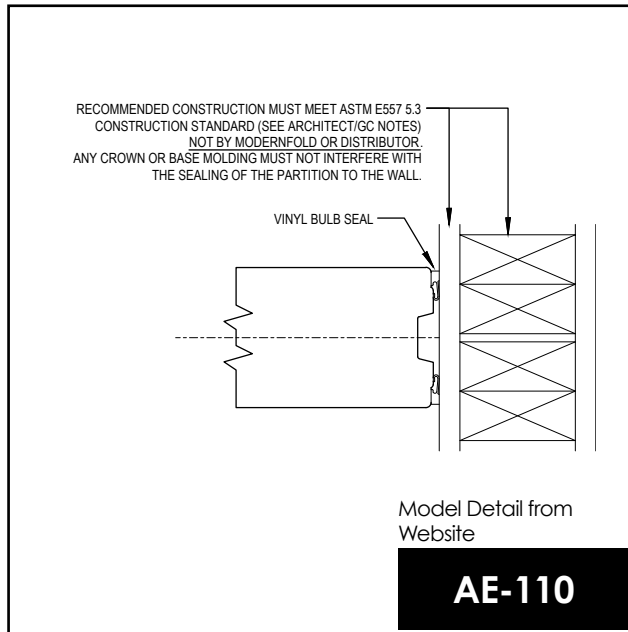 RECOMMENDED CONSTRUCTION MUST MEET ASTM E557 5.3
CONSTRUCTION STANDARD (SEE ARCHITECT/GC NOTES)
NOT BY MODERNFOLD OR DISTRIBUTOR.
ANY CROWN OR BASE MOLDING MUST NOT INTERFERE WITH
THE SEALING OF THE PARTITION TO THE WALL.
VINYL BULB SEAL
Model Detail from
Website
AE-110